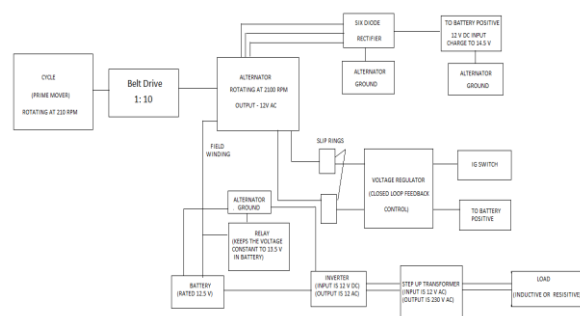 SIX DIODE
RECTIFIER
TO BATTERY POSITIVE
12 V DC INPUT
CHARGE TO 14.5 V
ALTERNATOR
GROUND
ALTERNATOR
GROUND
CYCLE
(PRIME MOVER)
ROTATING AT 210 RPM
Belt Drive
1: 10
ALTERNATOR
ROTATING AT 2100 RPM
OUTPUT - 12V AC
FIELD
WINDING
SLIP RINGS
VOLTAGE REGULATOR
(CLOSED LOOP FEEDBACK
CONTROL)
IG SWITCH
TO BATTERY
POSITIVE
ALTERNATOR
GROUND
RELAY
(KEEPS THE VOLTAGE
CONSTANT TO 13.5 V
IN BATTERY)
BATTERY
(RATED 12.5 V)
INVERTER
(INPUT IS 12 V DC)
(OUTPUT IS 12 AC)
STEP UP TRANSFORMER
(INPUT IS 12 V AC)
(OUTPUT IS 230 V AC)
LOAD
(INDUCTIVE OR RESISITIVE)